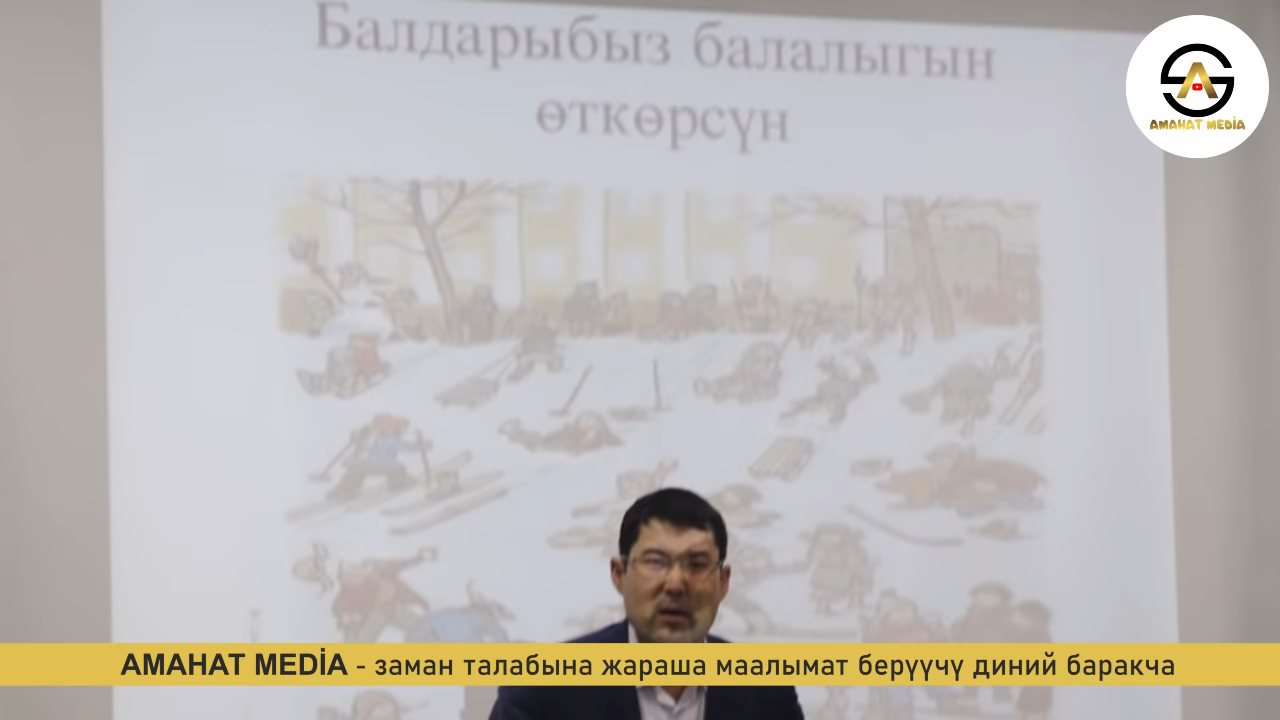 Балдарыбыз балалыгын
өткөрсүн
AMAHAT MEDİA
АМАНАТ MEDİA - заман талабына жараша маалымат берүүчү диний баракча